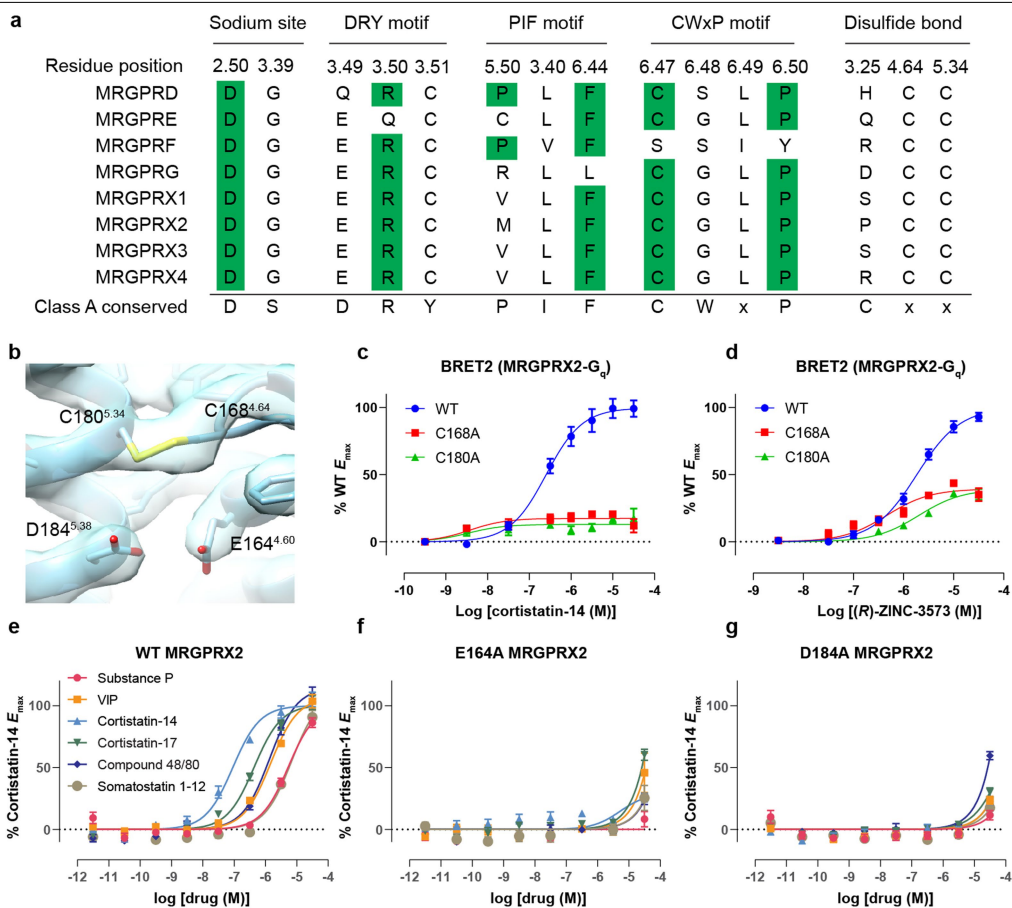 a
Sodium site DRY motif PIF motif CWxP motif Disulfide bond
Residue position 2.50 3.39 3.49 3.50 3.51 5.50 3.40 6.44 6.47 6.48 6.49 6.50 3.25 4.64 5.34
MRGPRD D G Q R C P L F C S L P H C C
MRGPRE D G E Q C C L F C G L P Q C C
MRGPRF D G E R C P V F S S I Y R C C
MRGPRG D G E R C R L L C G L P D C C
MRGPRX1 D G E R C V L F C G L P S C C
MRGPRX2 D G E R C M L F C G L P P C C
MRGPRX3 D G E R C V L F C G L P S C C
MRGPRX4 D G E R C V L F C G L P R C C
Class A conserved D S D R Y P I F C W x P C x x
b
C180^5.34
C168^4.64
D184^5.38
E164^4.60
c
BRET2 (MRGPRX2-Gq)
% WT Emax
100
50
0
WT
C168A
C180A
-10 -9 -8 -7 -6 -5 -4
Log [cortistatin-14 (M)]
d
BRET2 (MRGPRX2-Gq)
% WT Emax
100
50
0
WT
C168A
C180A
-9 -8 -7 -6 -5 -4
Log [(R)-ZINC-3573 (M)]
e
WT MRGPRX2
% Cortistatin-14 Emax
100
50
0
Substance P
VIP
Cortistatin-14
Cortistatin-17
Compound 48/80
Somatostatin 1-12
-12 -11 -10 -9 -8 -7 -6 -5 -4
log [drug (M)]
f
E164A MRGPRX2
% Cortistatin-14 Emax
100
50
0
-12 -11 -10 -9 -8 -7 -6 -5 -4
log [drug (M)]
g
D184A MRGPRX2
% Cortistatin-14 Emax
100
50
0
-12 -11 -10 -9 -8 -7 -6 -5 -4
log [drug (M)]